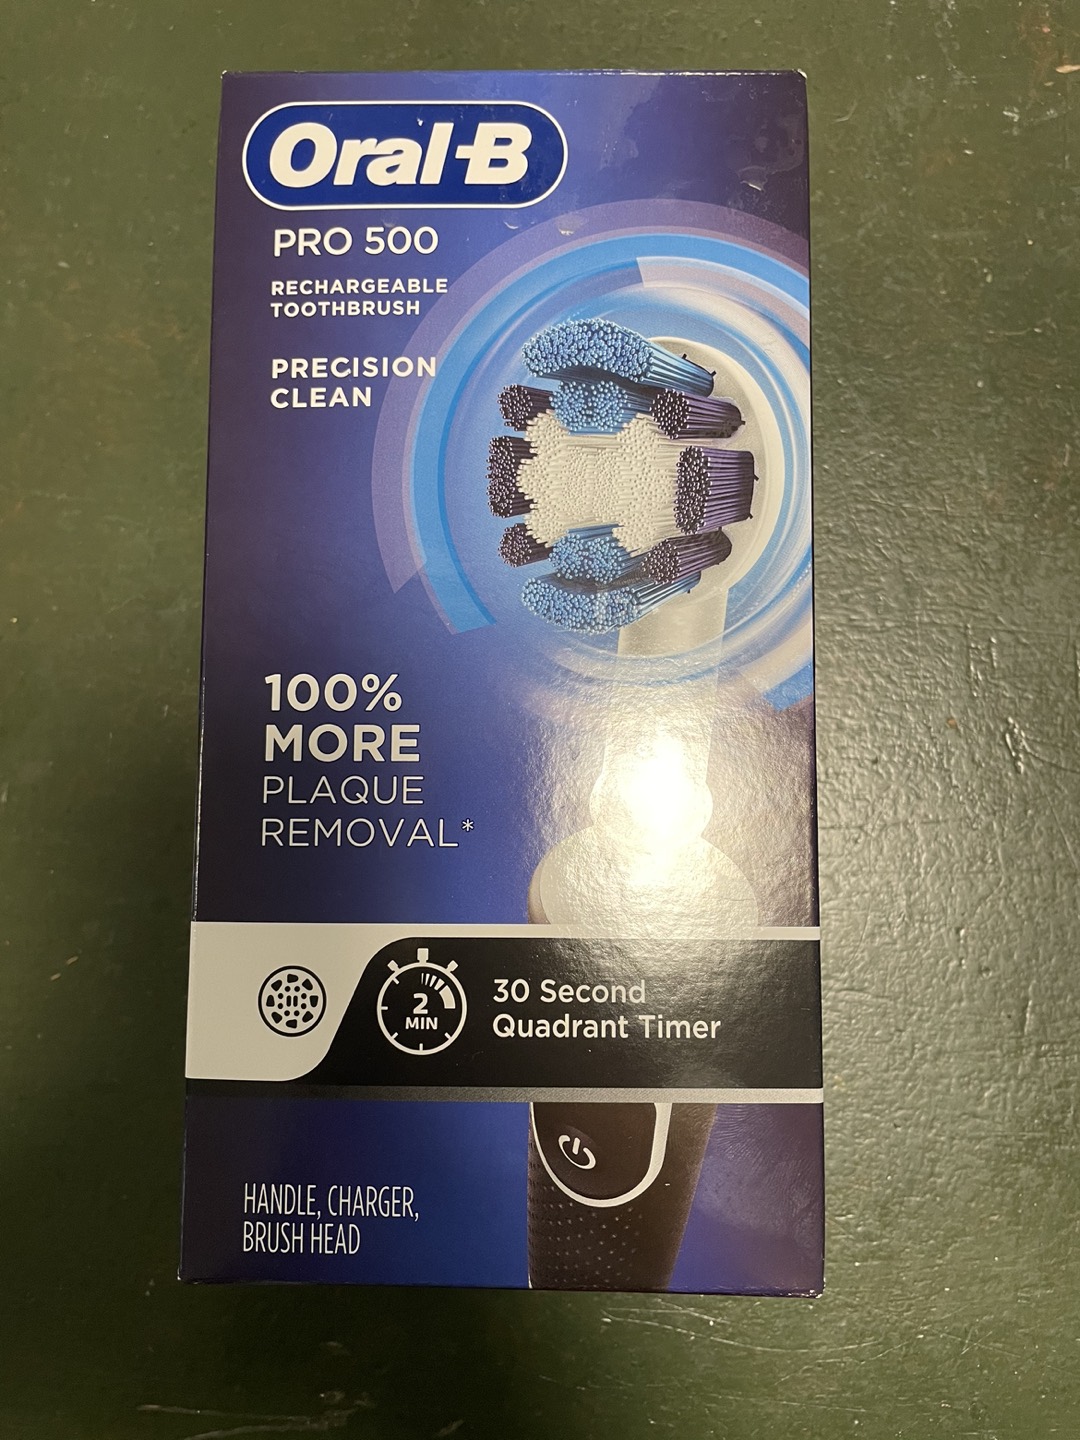 Oral-B
PRO 500
RECHARGEABLE
TOOTHBRUSH
PRECISION
CLEAN
100%
MORE
PLAQUE
REMOVAL*
2
MIN
30 Second
Quadrant Timer
HANDLE, CHARGER,
BRUSH HEAD